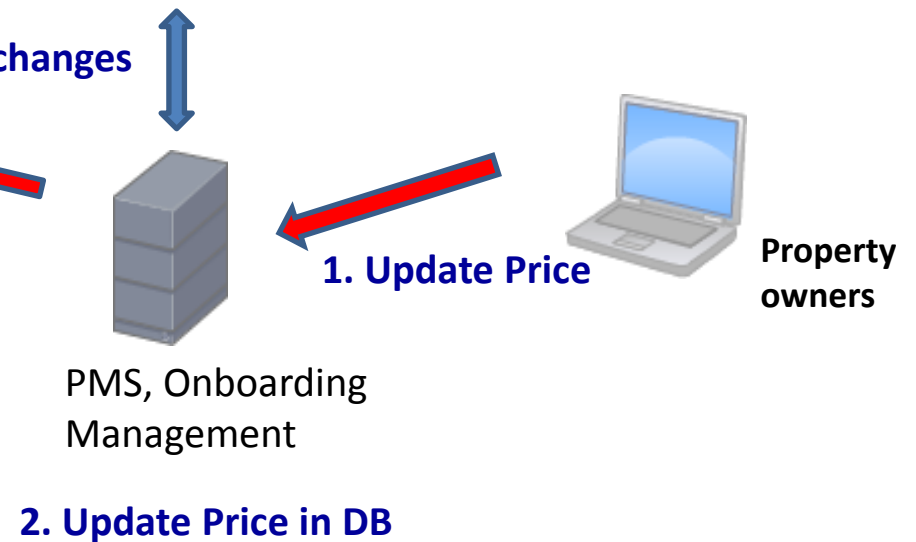 changes
1. Update Price
Property
owners
PMS, Onboarding
Management
2. Update Price in DB